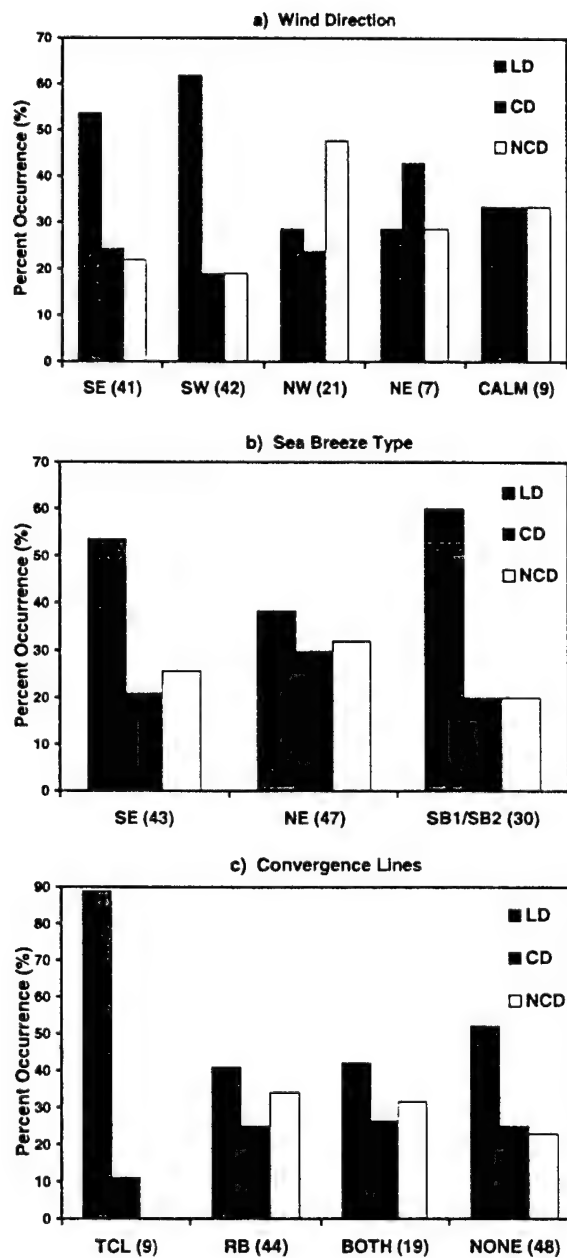 a) Wind Direction
70
60
50
40
30
20
10
0
Percent Occurrence (%)
LD
CD
NCD
SE (41) SW (42) NW (21) NE (7) CALM (9)
b) Sea Breeze Type
70
60
50
40
30
20
10
0
Percent Occurrence (%)
LD
CD
NCD
SE (43) NE (47) SB1/SB2 (30)
c) Convergence Lines
90
80
70
60
50
40
30
20
10
0
Percent Occurrence (%)
LD
CD
NCD
TCL (9) RB (44) BOTH (19) NONE (48)